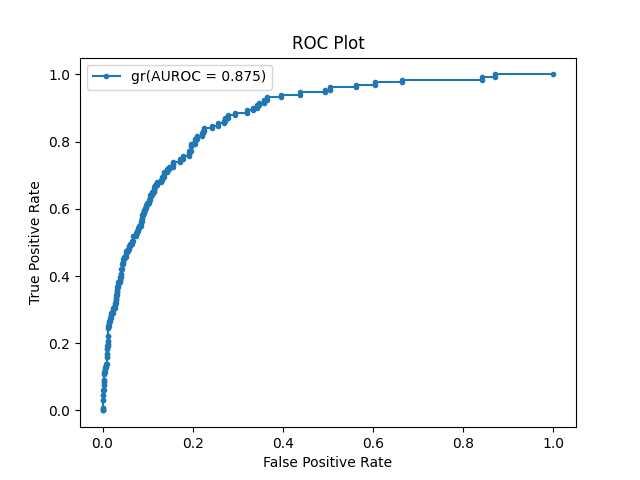 ROC Plot
gr(AUROC = 0.875)
True Positive Rate
1.0
0.8
0.6
0.4
0.2
0.0
0.0 0.2 0.4 0.6 0.8 1.0
False Positive Rate